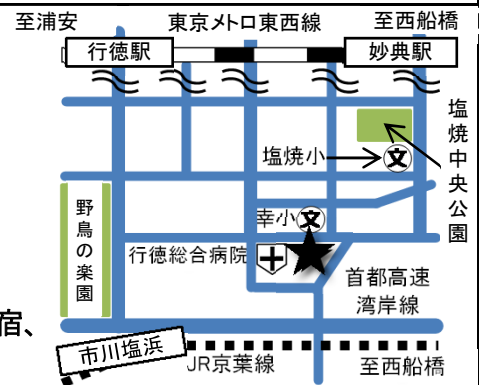 至浦安 東京メトロ東西線 至西船橋
行徳駅 妙典駅
塩焼中央公園
塩焼小 文
幸小 文
野鳥の楽園
行徳総合病院
首都高速
湾岸線
宿、
市川塩浜
JR京葉線 至西船橋